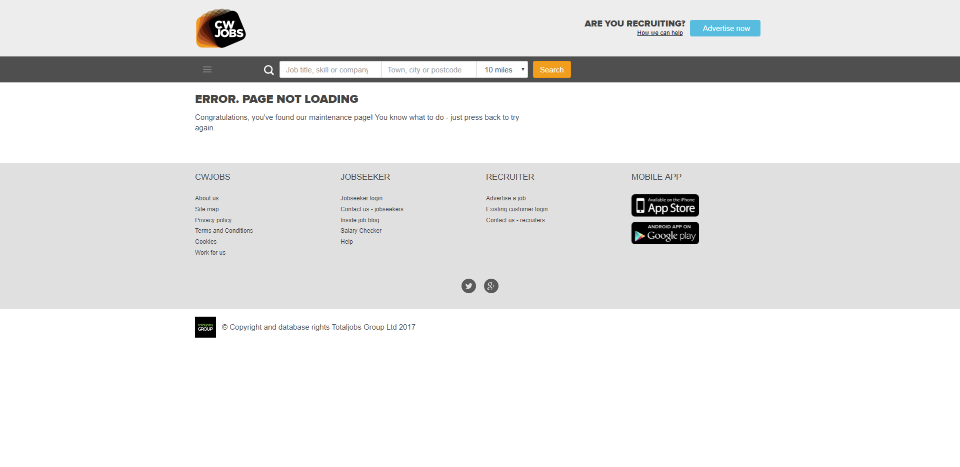 CW
JOBS
ARE YOU RECRUITING?
How we can help
Advertise now
Job title, skill or company
Town, city or postcode
10 miles
Search
ERROR. PAGE NOT LOADING
Congratulations, you've found our maintenance page! You know what to do - just press back to try
again
CWJOBS
About us
Site map
Privacy policy
Terms and Conditions
Cookies
Work for us
JOBSEEKER
Jobseeker login
Contact us - jobseekers
Inside job blog
Salary Checker
Help
RECRUITER
Advertise a job
Existing customer login
Contact us - recruiters
MOBILE APP
Available on the iPhone
App Store
ANDROID APP ON
Google play
GROUP
© Copyright and database rights Totaljobs Group Ltd 2017